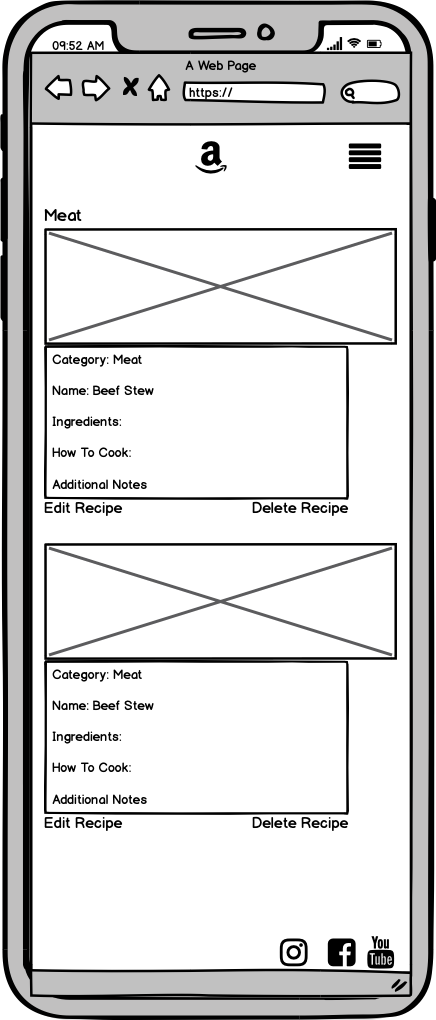 09:52 AM
A Web Page
https://
a
Meat
Category: Meat
Name: Beef Stew
Ingredients:
How To Cook:
Additional Notes
Edit Recipe Delete Recipe
Category: Meat
Name: Beef Stew
Ingredients:
How To Cook:
Additional Notes
Edit Recipe Delete Recipe
You
Tube